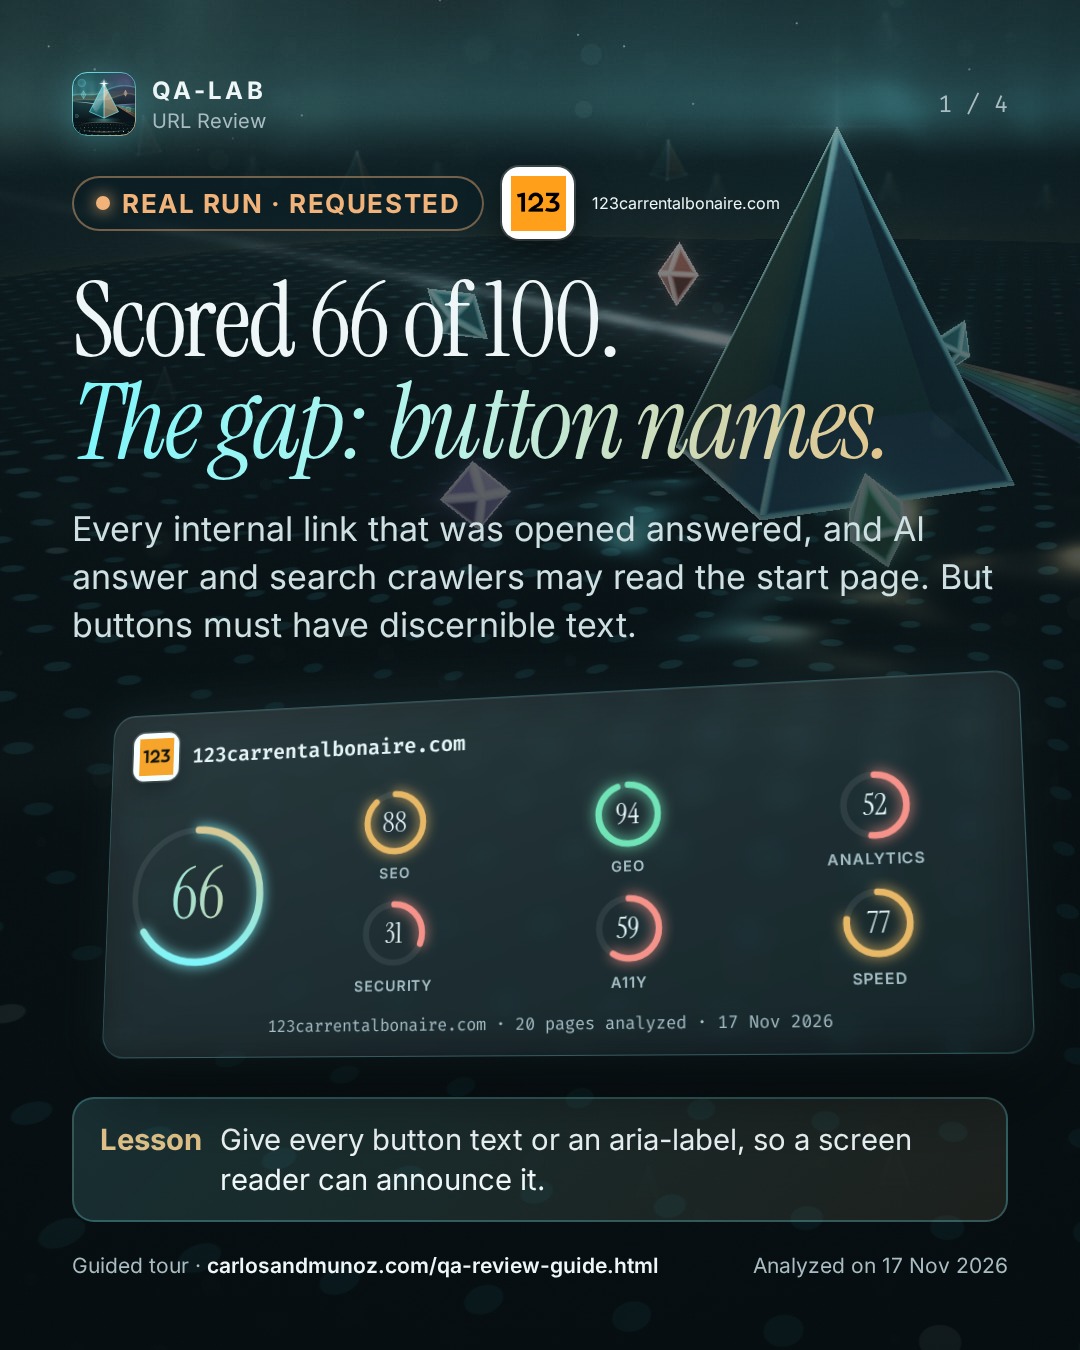 QA-LAB
URL Review
1 / 4
REAL RUN · REQUESTED
123
123carrentalbonaire.com
Scored 66 of 100.
The gap: button names.
Every internal link that was opened answered, and AI
answer and search crawlers may read the start page. But
buttons must have discernible text.
123
123carrentalbonaire.com
66
88
SEO
94
GEO
52
ANALYTICS
31
SECURITY
59
A11Y
77
SPEED
123carrentalbonaire.com · 20 pages analyzed · 17 Nov 2026
Lesson Give every button text or an aria-label, so a screen
reader can announce it.
Guided tour · carlosandmunoz.com/qa-review-guide.html
Analyzed on 17 Nov 2026